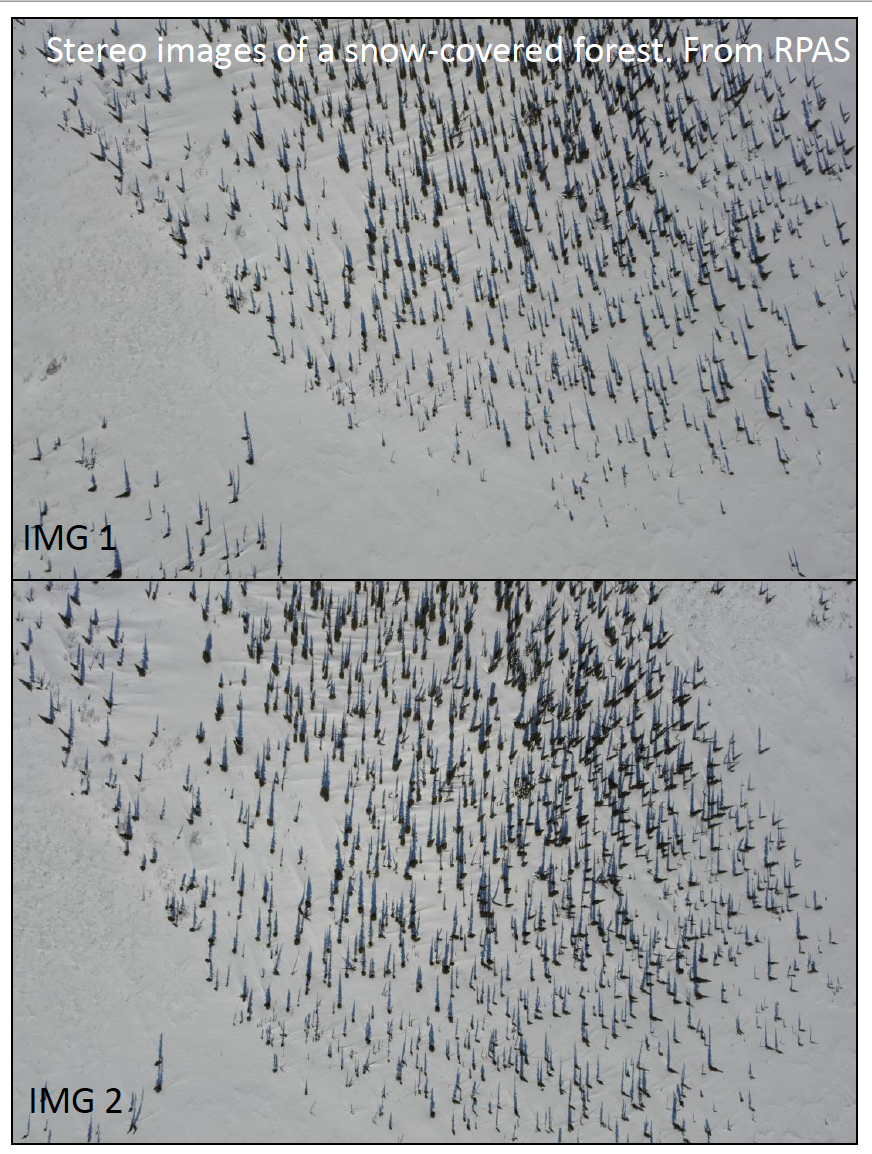 Stereo images of a snow-covered forest. From RPAS
IMG 1
IMG 2